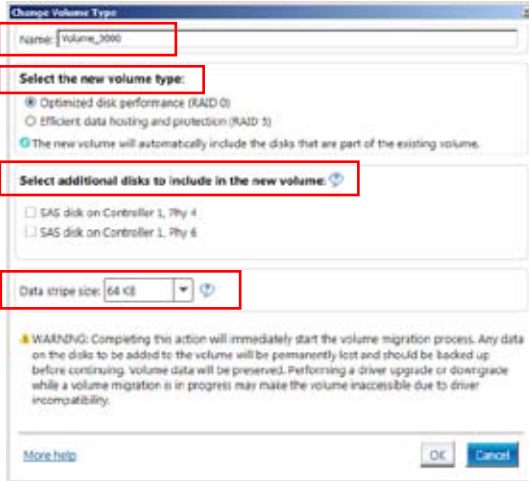 Change Volume Type
Name: Volume_3000
Select the new volume type:
Optimized disk performance (RAID 0)
Efficient data hosting and protection (RAID 5)
The new volume will automatically include the disks that are part of the existing volume.
Select additional disks to include in the new volume:
SAS disk on Controller 1, Phy 4
SAS disk on Controller 1, Phy 6
Data stripe size: 64 KB
WARNING: Completing this action will immediately start the volume migration process. Any data
on the disks to be added to the volume will be permanently lost and should be backed up
before continuing. Volume data will be preserved. Performing a driver upgrade or downgrade
while a volume migration is in progress may make the volume inaccessible due to driver
incompatibility.
More help
OK
Cancel